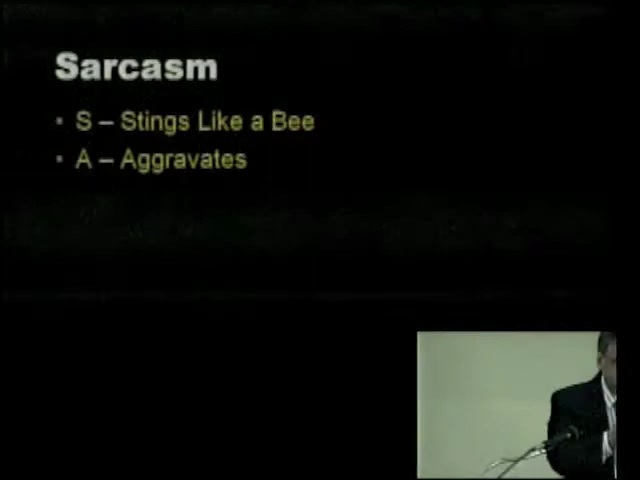 Sarcasm
• S – Stings Like a Bee
• A – Aggravates